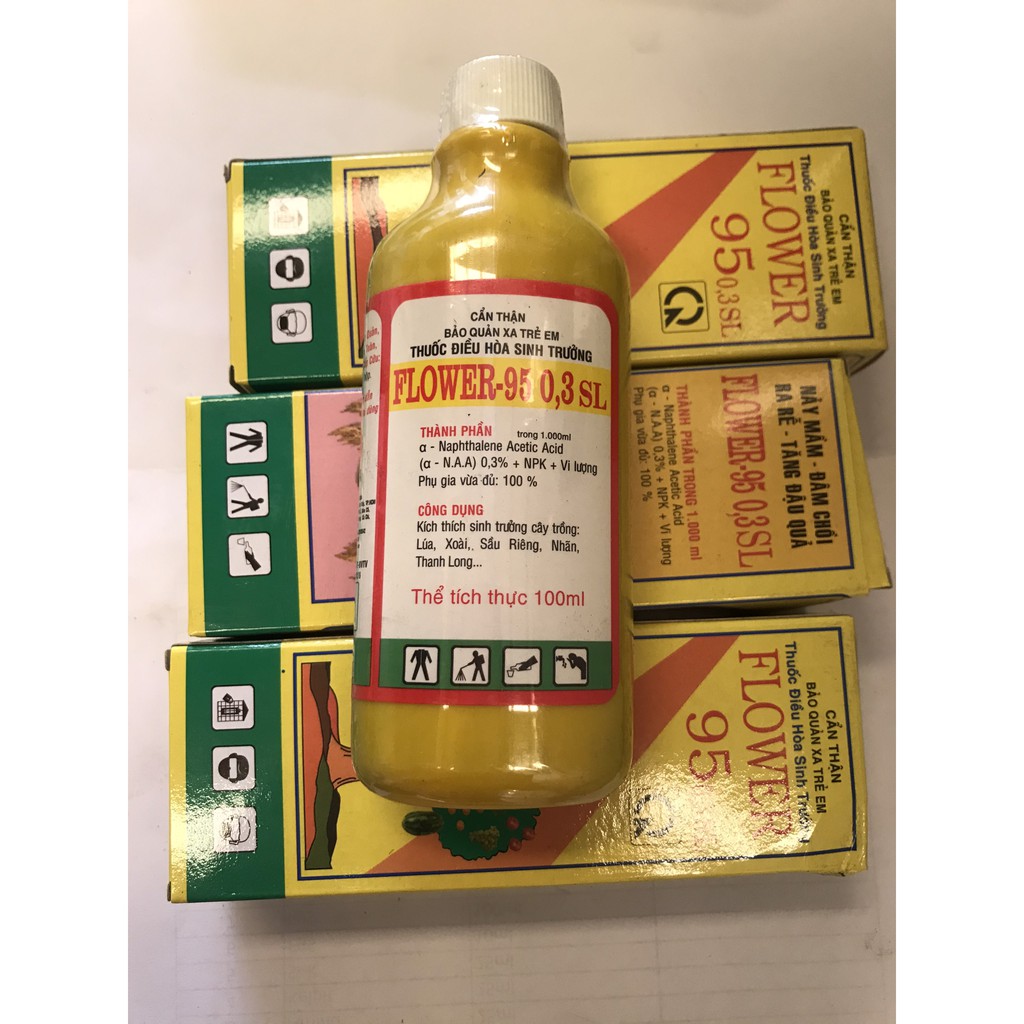 CẨN THẬN
BẢO QUẢN XA TRẺ EM
THUỐC ĐIỀU HÒA SINH TRƯỞNG
FLOWER-95 0,3 SL
THÀNH PHẦN trong 1.000ml
α - Naphthalene Acetic Acid
(α - N.A.A) 0,3% + NPK + Vi lượng
Phụ gia vừa đủ: 100 %
CÔNG DỤNG
Kích thích sinh trưởng cây trồng:
Lúa, Xoài, Sầu Riêng, Nhãn,
Thanh Long...
Thể tích thực 100ml
CẨN THẬN
BẢO QUẢN XA TRẺ EM
Thuốc Điều Hòa Sinh Trưởng
FLOWER
95 0,3 SL
NẢY MẦM - ĐÂM CHỒI
RA RỄ - TĂNG ĐẬU QUẢ
FLOWER-95 0,3 SL
THÀNH PHẦN TRONG 1.000 ml
α - Naphthalene Acetic Acid
(α - N.A.A) 0,3% + NPK + Vi lượng
Phụ gia vừa đủ: 100 %
CẨN THẬN
BẢO QUẢN XA TRẺ EM
Thuốc Điều Hòa Sinh Trưởng
FLOWER
95